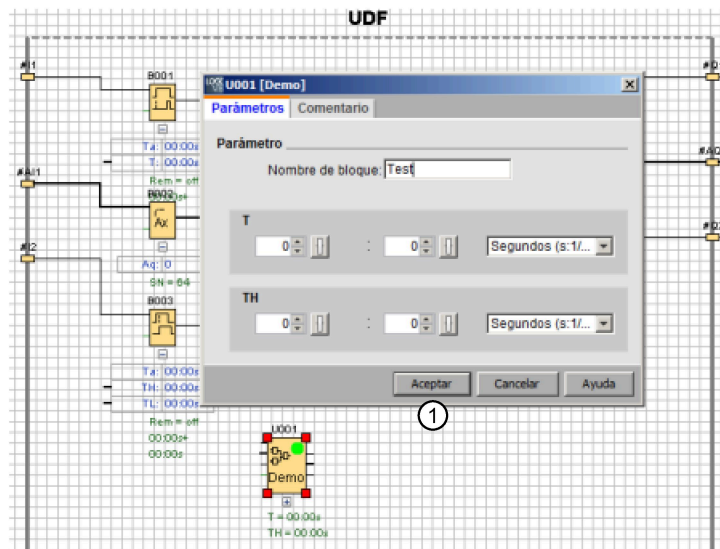 UDF
#I1
B001
Ta: 00:00s
T: 00:00s
Rem = off
00:00s+
#AI1
B002
Ax
Aq: 0
SN = 64
#I2
B003
Ta: 00:00s
TH: 00:00s
TL: 00:00s
Rem = off
00:00s+
00:00s
U001 [Demo]
Parámetros Comentario
Parámetro
Nombre de bloque: Test
T
0 : 0 Segundos (s:1/...
TH
0 : 0 Segundos (s:1/...
Aceptar Cancelar Ayuda
1
U001
Demo
T = 00:00s
TH = 00:00s